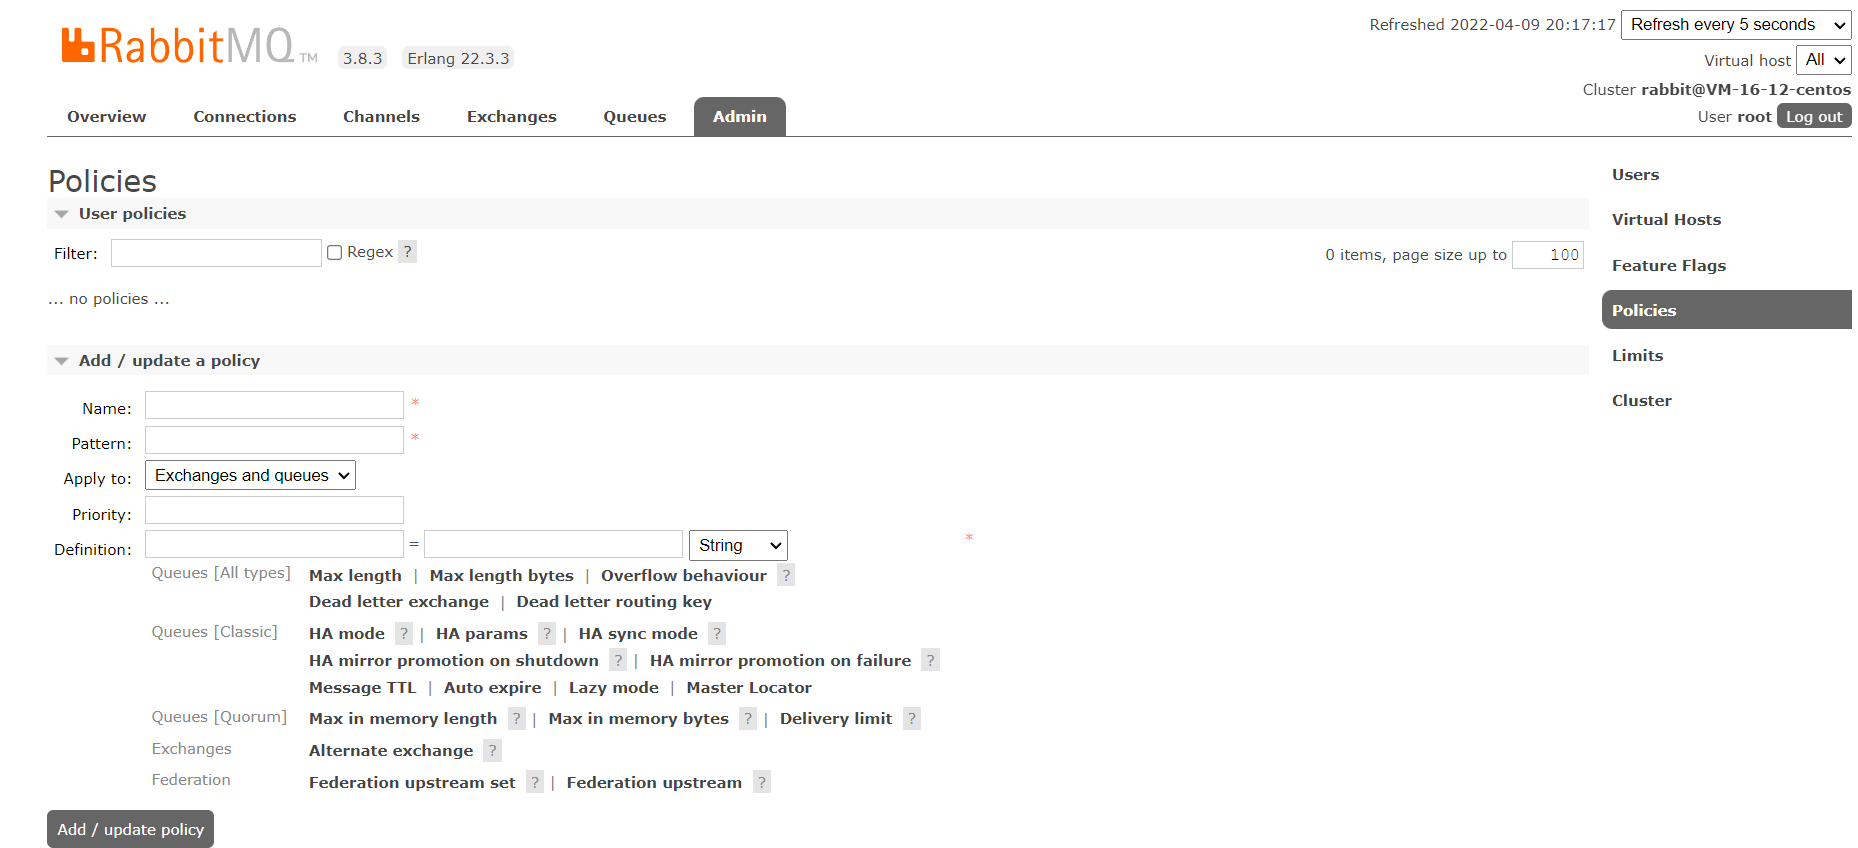 RabbitMQ TM 3.8.3 Erlang 22.3.3
Refreshed 2022-04-09 20:17:17 Refresh every 5 seconds
Virtual host All
Cluster rabbit@VM-16-12-centos
User root Log out
Overview Connections Channels Exchanges Queues Admin
Policies
User policies
Filter: Regex ? 0 items, page size up to 100
... no policies ...
Add / update a policy
Name: *
Pattern: *
Apply to: Exchanges and queues
Priority:
Definition: = String *
Queues [All types] Max length | Max length bytes | Overflow behaviour ?
Dead letter exchange | Dead letter routing key
Queues [Classic] HA mode ? | HA params ? | HA sync mode ?
HA mirror promotion on shutdown ? | HA mirror promotion on failure ?
Message TTL | Auto expire | Lazy mode | Master Locator
Queues [Quorum] Max in memory length ? | Max in memory bytes ? | Delivery limit ?
Exchanges Alternate exchange ?
Federation Federation upstream set ? | Federation upstream ?
Add / update policy
Users
Virtual Hosts
Feature Flags
Policies
Limits
Cluster